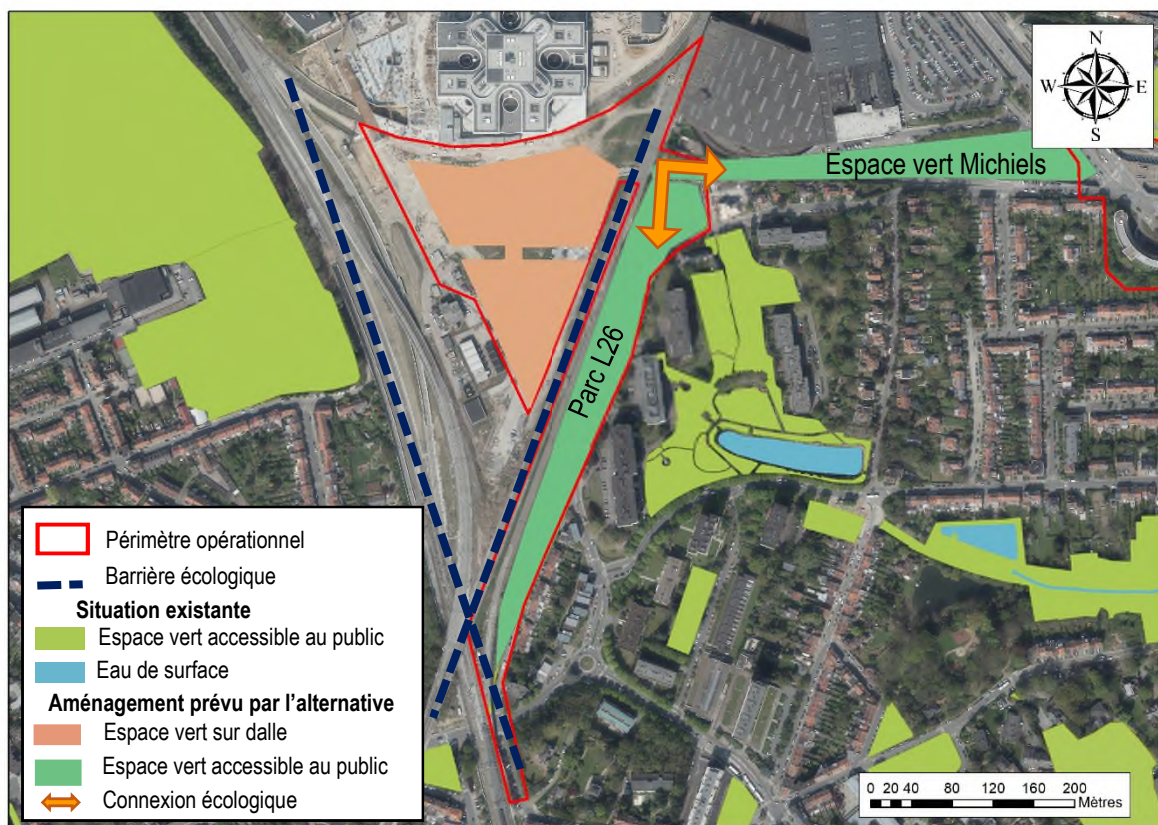 N
W
E
S
Espace vert Michiels
Parc L26
Périmètre opérationnel
Barrière écologique
Situation existante
Espace vert accessible au public
Eau de surface
Aménagement prévu par l'alternative
Espace vert sur dalle
Espace vert accessible au public
Connexion écologique
0 20 40 80 120 160 200
Mètres